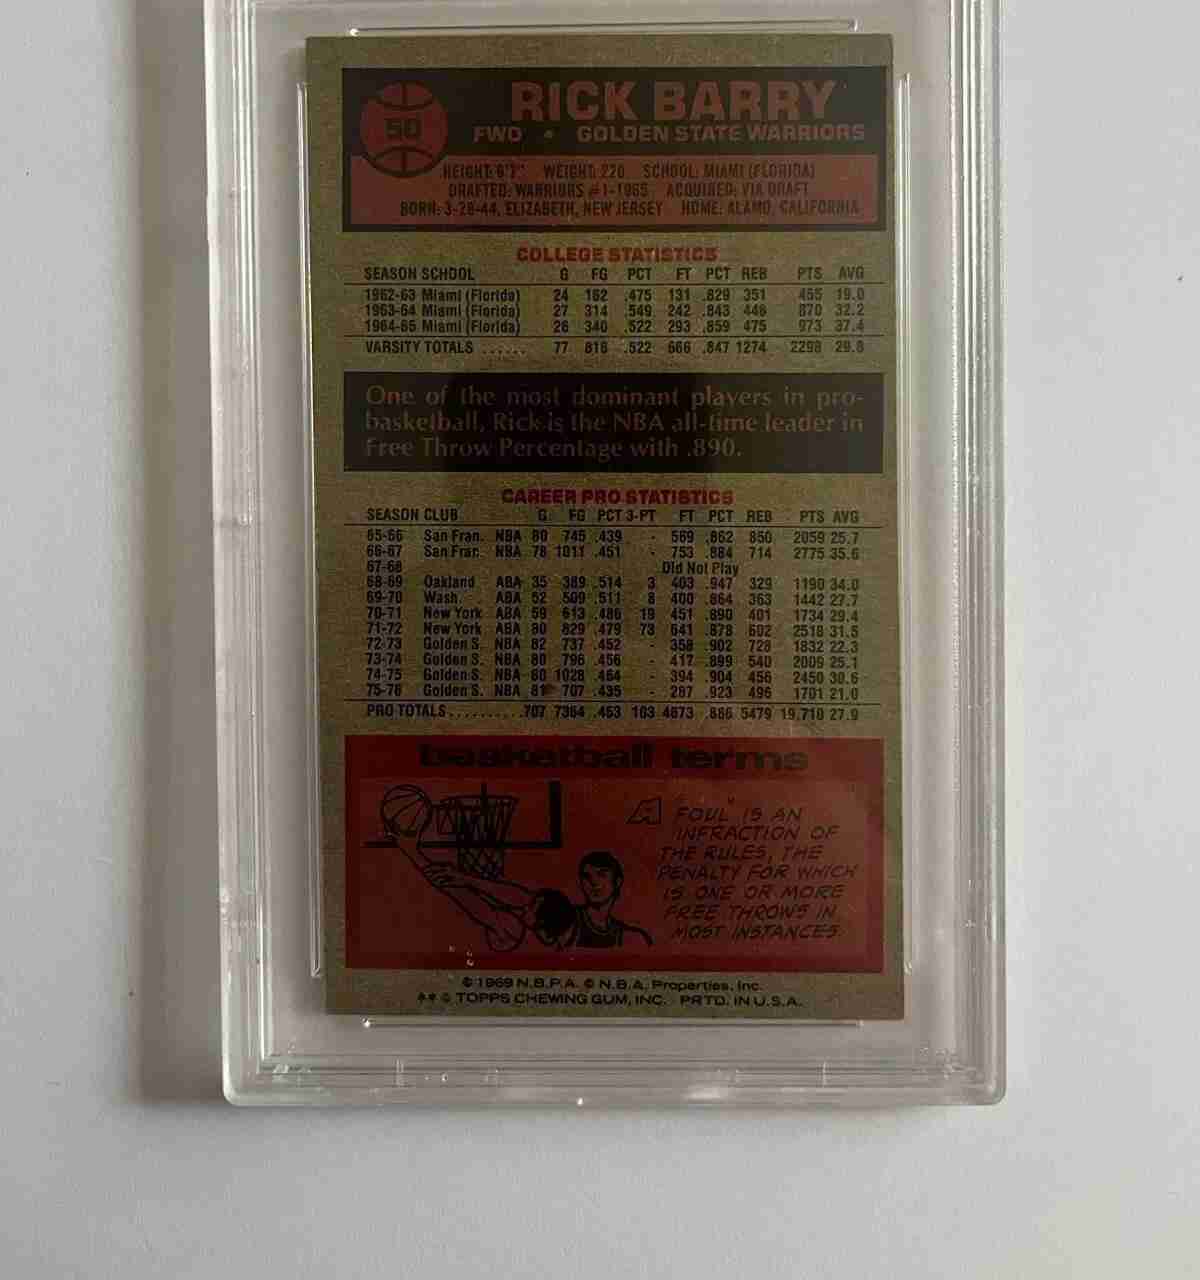 50
RICK BARRY
FWD • GOLDEN STATE WARRIORS
HEIGHT: 6'7" WEIGHT: 220 SCHOOL: MIAMI (FLORIDA)
DRAFTED: WARRIORS #1-1965 ACQUIRED: VIA DRAFT
BORN: 3-28-44, ELIZABETH, NEW JERSEY HOME: ALAMO, CALIFORNIA
COLLEGE STATISTICS
SEASON SCHOOL G FG PCT FT PCT REB PTS AVG
1962-63 Miami (Florida) 24 162 .475 131 .829 351 455 19.0
1963-64 Miami (Florida) 27 314 .549 242 .843 448 870 32.2
1964-65 Miami (Florida) 26 340 .522 293 .859 475 973 37.4
VARSITY TOTALS ...... 77 816 .522 666 .847 1274 2298 29.8
One of the most dominant players in pro-
basketball, Rick is the NBA all-time leader in
Free Throw Percentage with .890.
CAREER PRO STATISTICS
SEASON CLUB G FG PCT 3-PT FT PCT REB PTS AVG
65-66 San Fran. NBA 80 745 .439 - 569 .862 850 2059 25.7
66-67 San Fran. NBA 78 1011 .451 - 753 .884 714 2775 35.6
67-68 Did Not Play
68-69 Oakland ABA 35 389 .514 3 403 .947 329 1190 34.0
69-70 Wash. ABA 52 509 .511 8 400 .864 363 1442 27.7
70-71 New York ABA 59 613 .486 19 451 .890 401 1734 29.4
71-72 New York ABA 80 829 .479 73 641 .878 602 2518 31.5
72-73 Golden S. NBA 82 737 .452 - 358 .902 728 1832 22.3
73-74 Golden S. NBA 80 796 .456 - 417 .899 540 2009 25.1
74-75 Golden S. NBA 80 1028 .464 - 394 .904 456 2450 30.6
75-76 Golden S. NBA 81 707 .435 - 287 .923 496 1701 21.0
PRO TOTALS.......... 707 7364 .463 103 4673 .886 5479 19,710 27.9
basketball terms
A FOUL" IS AN
INFRACTION OF
THE RULES, THE
PENALTY FOR WHICH
IS ONE OR MORE
FREE THROWS IN
MOST INSTANCES.
© 1969 N.B.P.A. © N.B.A. Properties, Inc.
** © TOPPS CHEWING GUM, INC. PRTD. IN U.S.A.